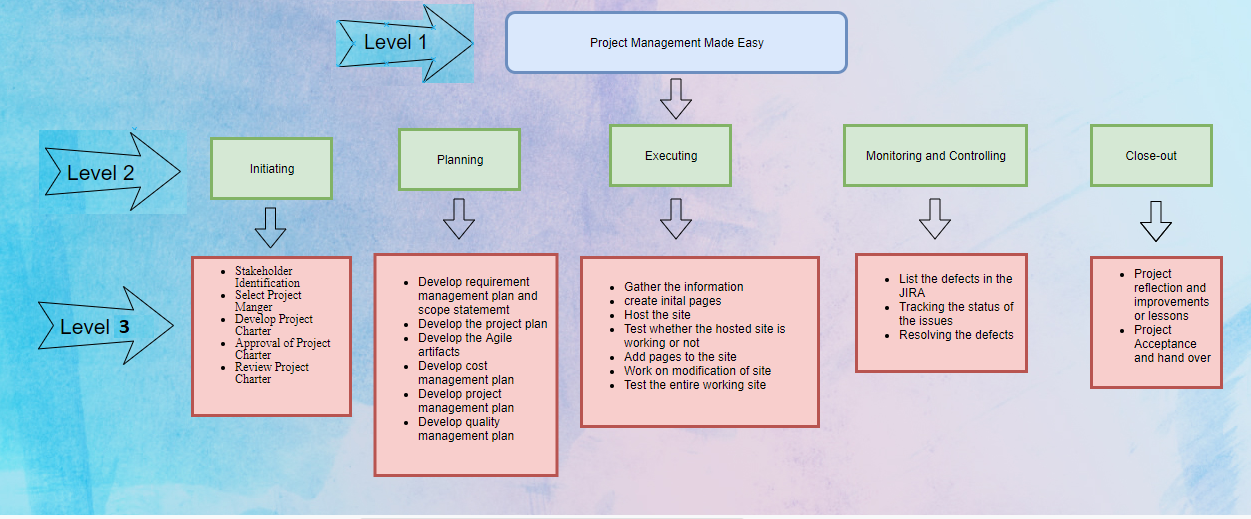 Level 1
Project Management Made Easy
Level 2
Initiating
Planning
Executing
Monitoring and Controlling
Close-out
Level 3
• Stakeholder
Identification
• Select Project
Manger
• Develop Project
Charter
• Approval of Project
Charter
• Review Project
Charter
• Develop requirement
management plan and
scope statememt
• Develop the project plan
• Develop the Agile
artifacts
• Develop cost
management plan
• Develop project
management plan
• Develop quality
management plan
• Gather the information
• create inital pages
• Host the site
• Test whether the hosted site is
working or not
• Add pages to the site
• Work on modification of site
• Test the entire working site
• List the defects in the
JIRA
• Tracking the status of
the issues
• Resolving the defects
• Project
reflection and
improvements
or lessons
• Project
Acceptance
and hand over